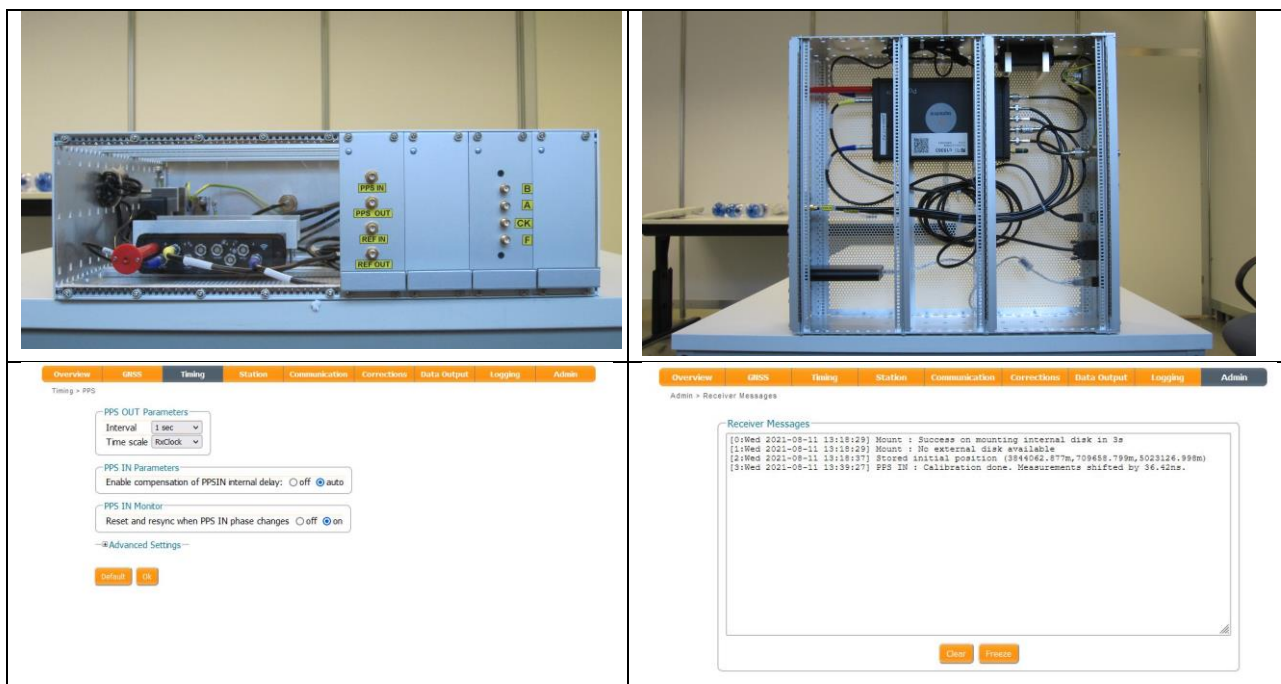 PPS IN
PPS OUT
REF IN
REF OUT
B
A
CK
F
Overview GNSS Timing Station Communication Corrections Data Output Logging Admin
Timing > PPS
PPS OUT Parameters
Interval 1 sec
Time scale RxClock
PPS IN Parameters
Enable compensation of PPSIN internal delay: off auto
PPS IN Monitor
Reset and resync when PPS IN phase changes off on
Advanced Settings
Default Ok
Overview GNSS Timing Station Communication Corrections Data Output Logging Admin
Admin > Receiver Messages
Receiver Messages
[0:Wed 2021-08-11 13:18:29] Mount : Success on mounting internal disk in 3s
[1:Wed 2021-08-11 13:18:29] Mount : No external disk available
[2:Wed 2021-08-11 13:18:37] Stored initial position (3844062.877m,709658.799m,5023126.998m)
[3:Wed 2021-08-11 13:39:27] PPS IN : Calibration done. Measurements shifted by 36.42ns.
Clear Freeze